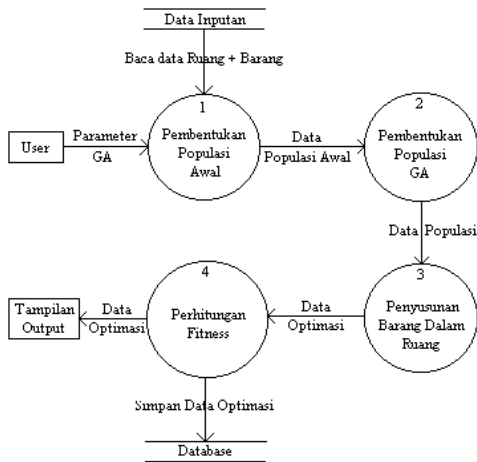 Data Inputan
Baca data Ruang + Barang
1
Pembentukan
Populasi
Awal
User
Parameter
GA
Data
Populasi Awal
2
Pembentukan
Populasi
GA
Data Populasi
3
Penyusunan
Barang Dalam
Ruang
Data
Optimasi
4
Perhitungan
Fitness
Data
Optimasi
Tampilan
Output
Simpan Data Optimasi
Database